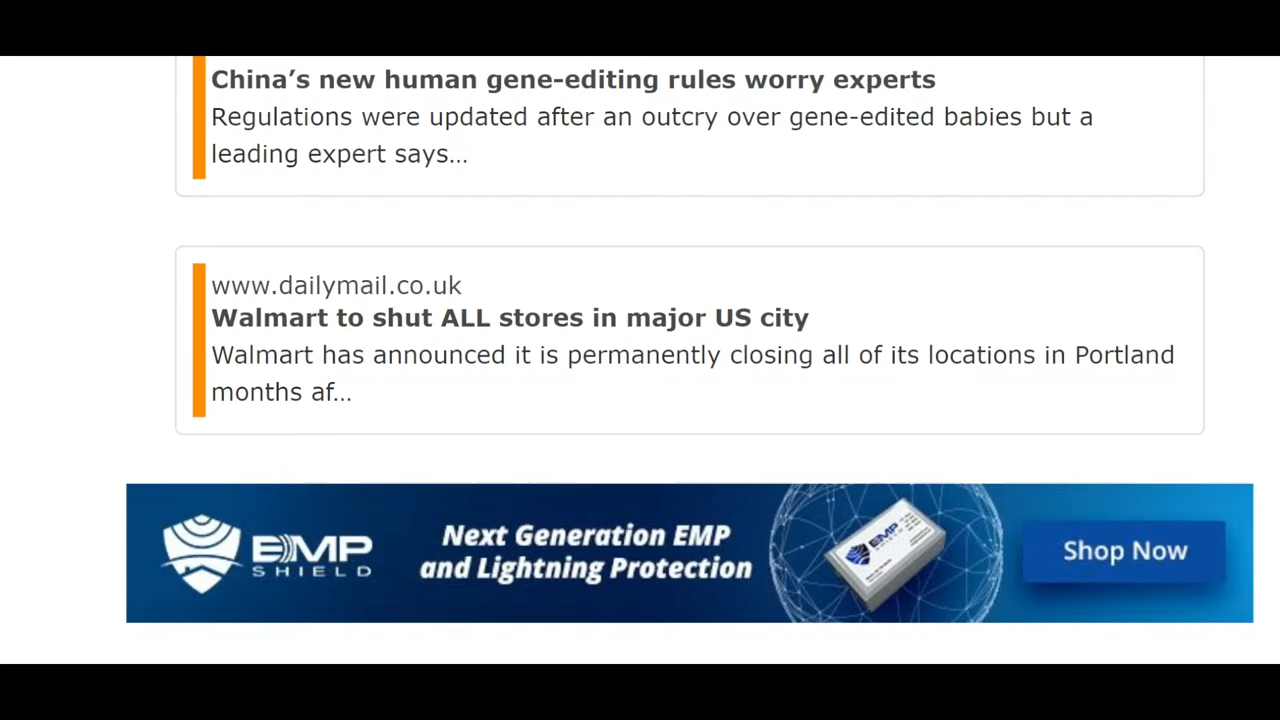 China’s new human gene-editing rules worry experts
Regulations were updated after an outcry over gene-edited babies but a
leading expert says…
www.dailymail.co.uk
Walmart to shut ALL stores in major US city
Walmart has announced it is permanently closing all of its locations in Portland
months af…
EMP
SHIELD
Next Generation EMP
and Lightning Protection
EMP
Shop Now